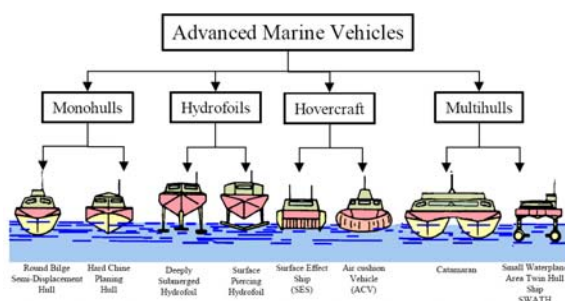 Advanced Marine Vehicles
Monohulls
Hydrofoils
Hovercraft
Multihulls
Round Bilge
Semi-Displacement
Hull
Hard Chine
Planing
Hull
Deeply
Submerged
Hydrofoil
Surface
Piercing
Hydrofoil
Surface Effect
Ship
(SES)
Air cushion
Vehicle
(ACV)
Catamaran
Small Waterplane
Area Twin Hull
Ship
SWATH